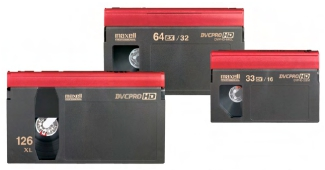 maxell
64 / 32
DVCPRO HD
maxell
33 / 16
DVCPRO HD
maxell
DVCPRO HD
126
XL